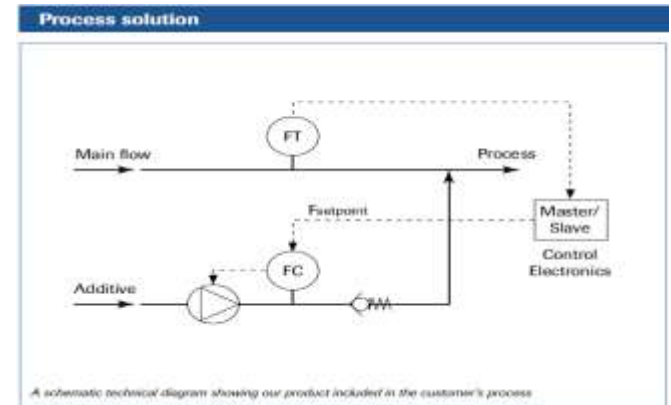 Process solution
FT
Main flow
Process
Fsetpoint
Master/
Slave
FC
Control
Electronics
Additive
A schematic technical diagram showing our product included in the customer's process